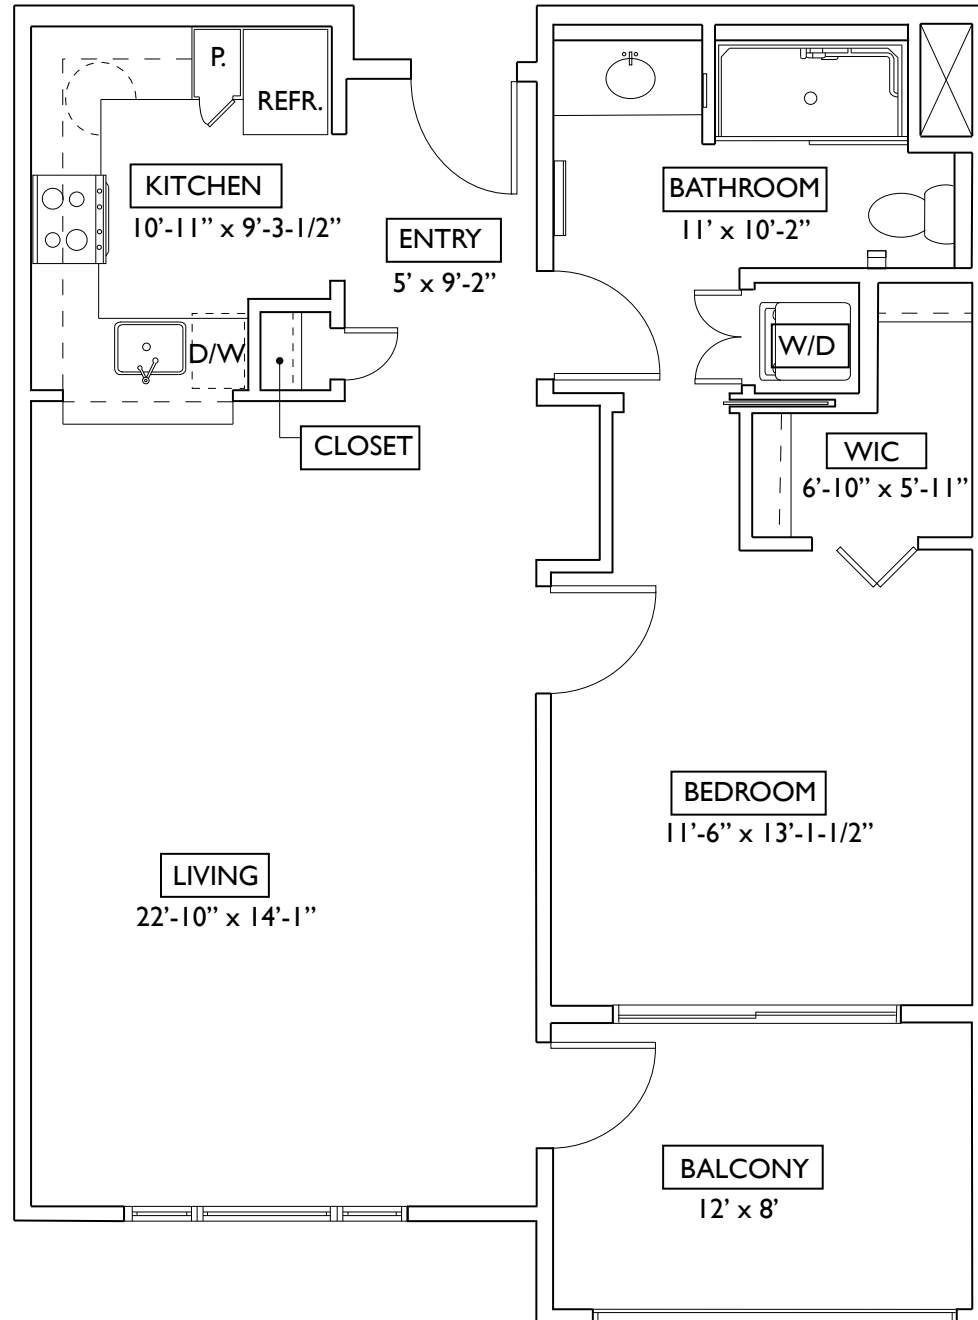 P.
REFR.
KITCHEN
10’-11” x 9’-3-1/2”
ENTRY
5’ x 9’-2”
BATHROOM
11’ x 10’-2”
D/W
W/D
CLOSET
WIC
6’-10” x 5’-11”
BEDROOM
11’-6” x 13’-1-1/2”
LIVING
22’-10” x 14’-1”
BALCONY
12’ x 8’